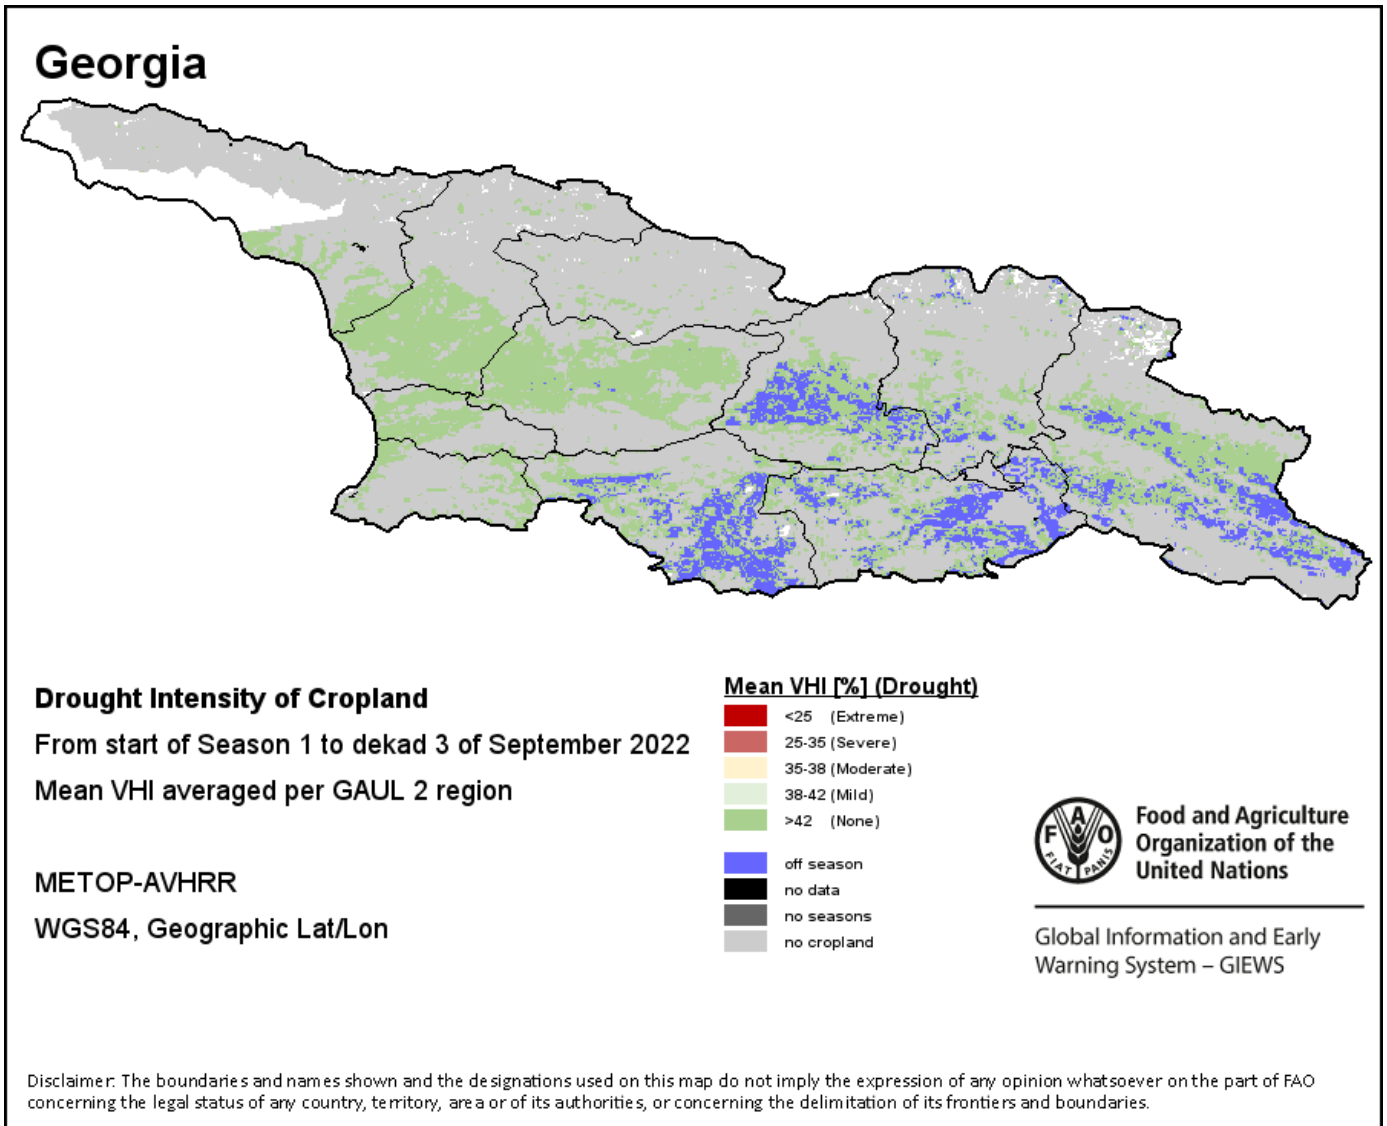 Georgia
Drought Intensity of Cropland
From start of Season 1 to dekad 3 of September 2022
Mean VHI averaged per GAUL 2 region
METOP-AVHRR
WGS84, Geographic Lat/Lon
Mean VHI [%] (Drought)
<25 (Extreme)
25-35 (Severe)
35-38 (Moderate)
38-42 (Mild)
>42 (None)
off season
no data
no seasons
no cropland
F A O
FIAT PANIS
Food and Agriculture
Organization of the
United Nations
Global Information and Early
Warning System – GIEWS
Disclaimer: The boundaries and names shown and the designations used on this map do not imply the expression of any opinion whatsoever on the part of FAO
concerning the legal status of any country, territory, area or of its authorities, or concerning the delimitation of its frontiers and boundaries.